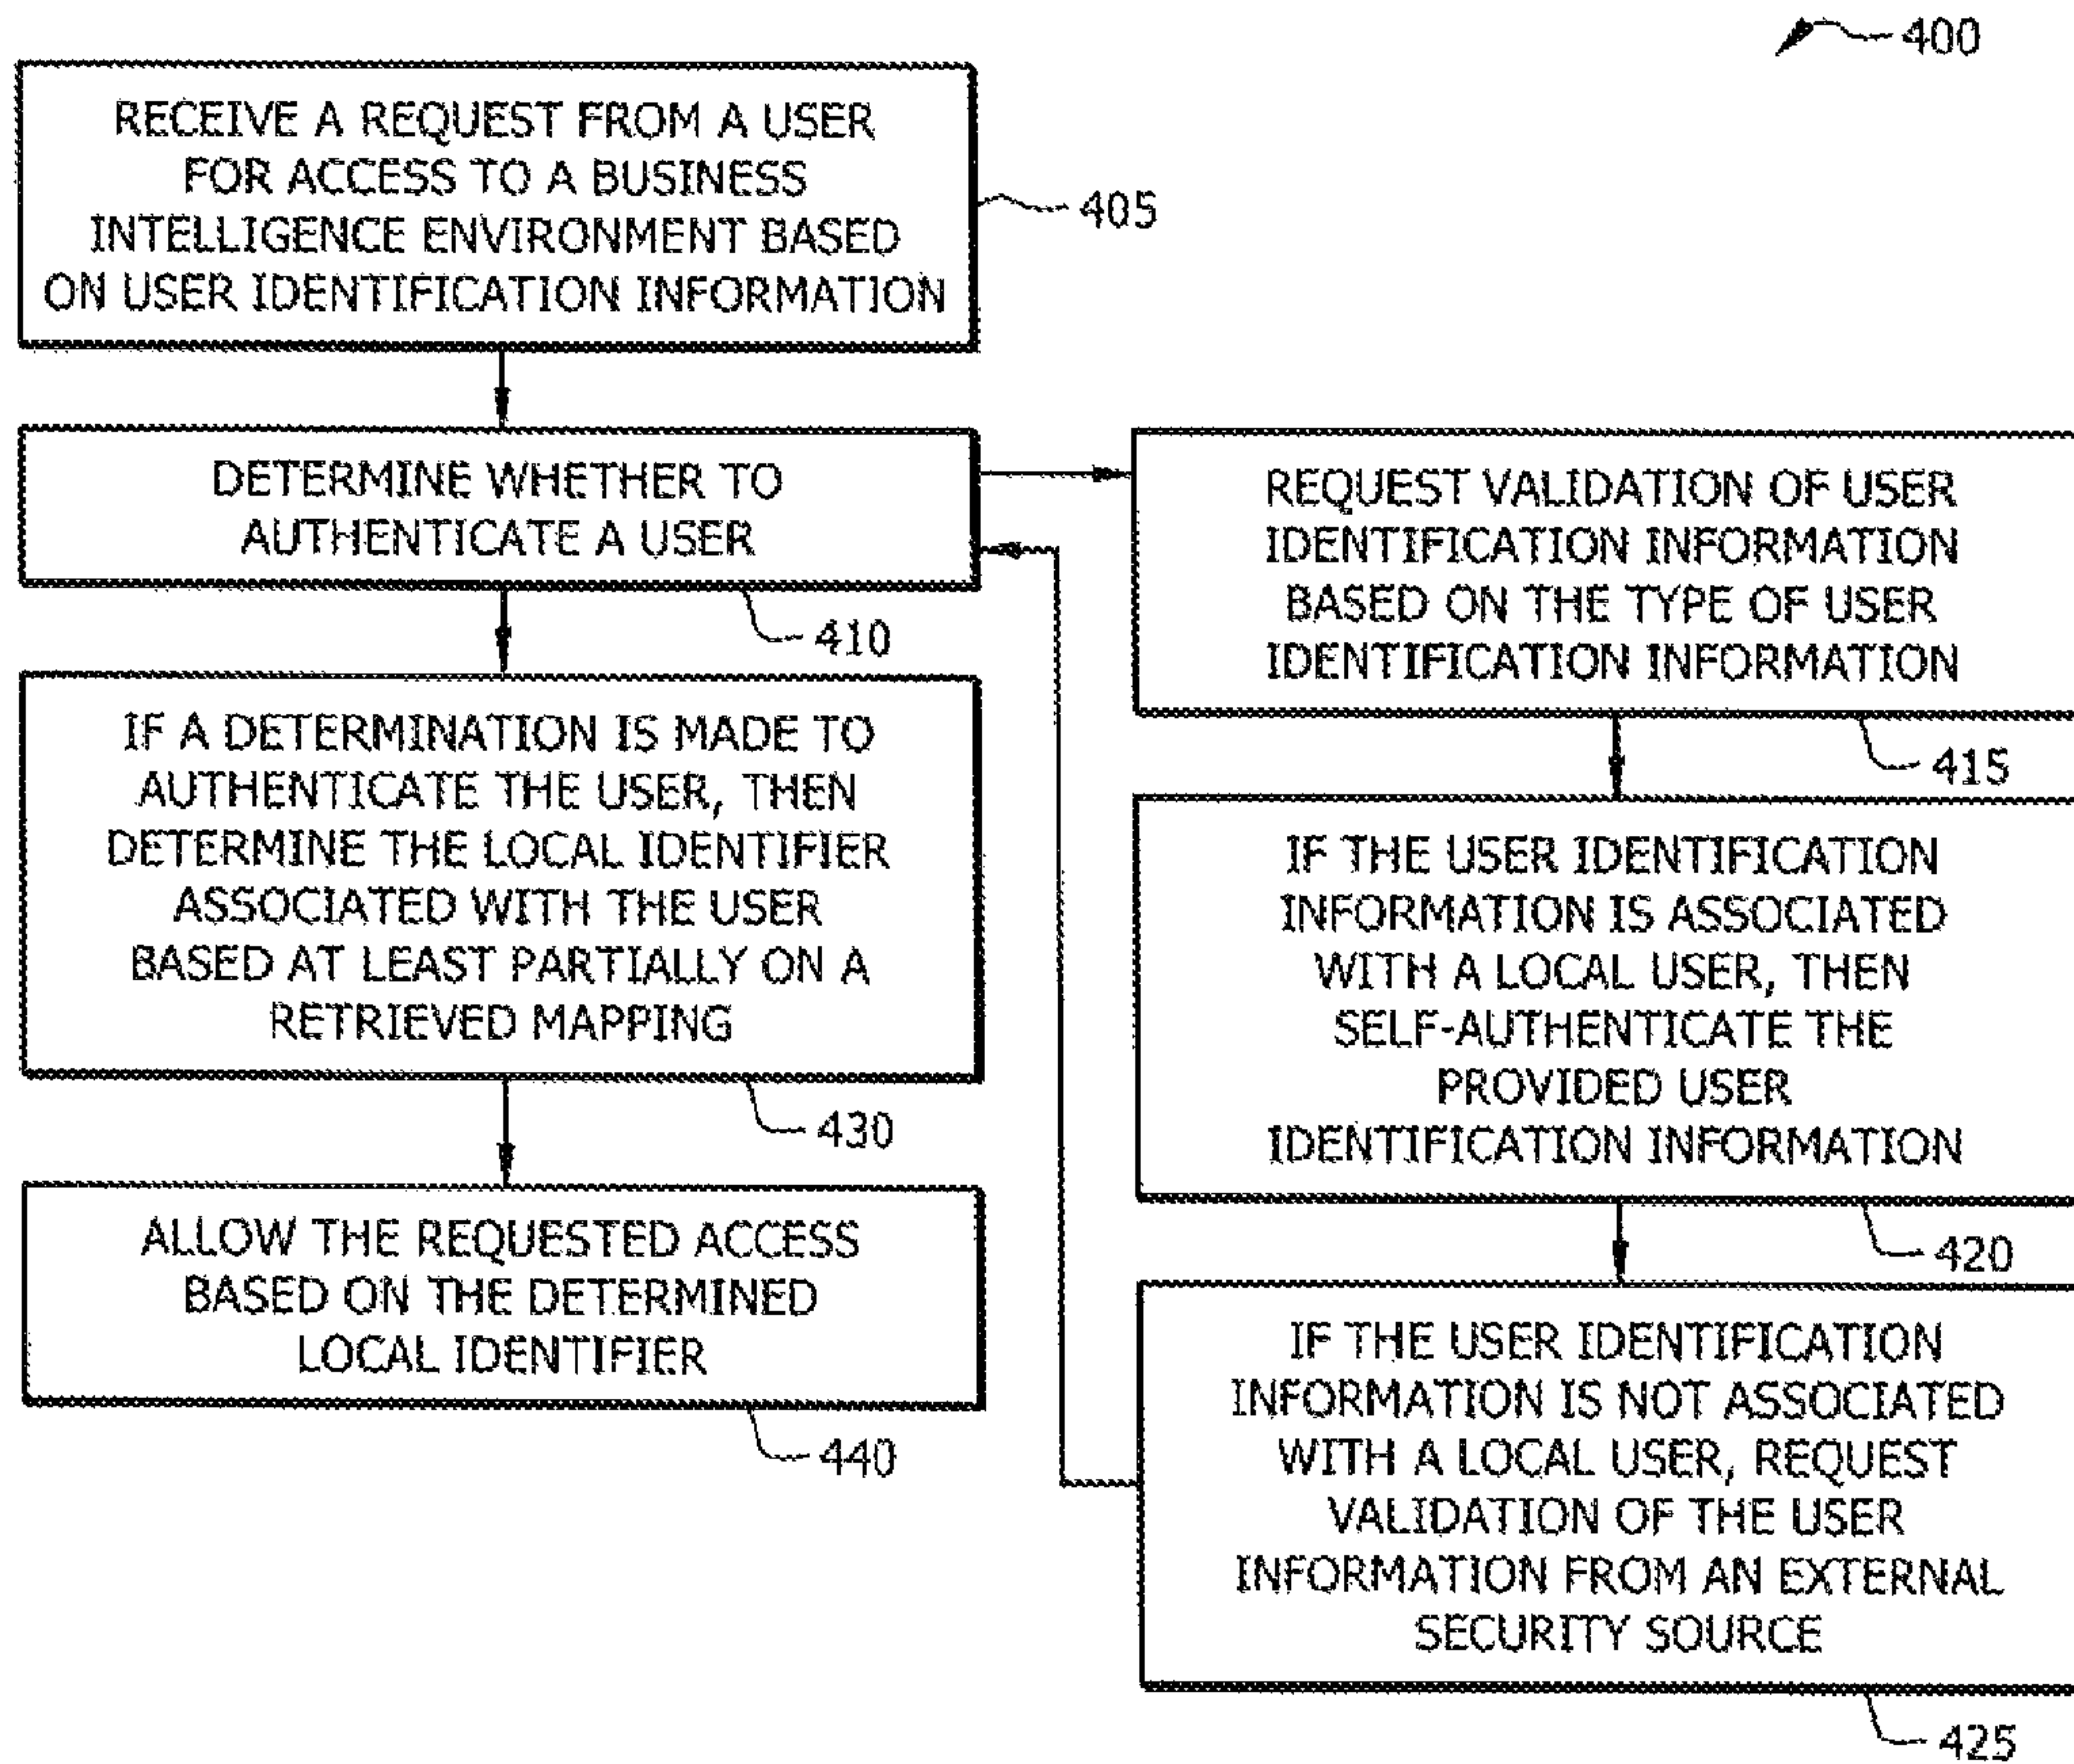 400
RECEIVE A REQUEST FROM A USER
FOR ACCESS TO A BUSINESS
INTELLIGENCE ENVIRONMENT BASED
ON USER IDENTIFICATION INFORMATION
405
DETERMINE WHETHER TO
AUTHENTICATE A USER
410
REQUEST VALIDATION OF USER
IDENTIFICATION INFORMATION
BASED ON THE TYPE OF USER
IDENTIFICATION INFORMATION
415
IF THE USER IDENTIFICATION
INFORMATION IS ASSOCIATED
WITH A LOCAL USER, THEN
SELF-AUTHENTICATE THE
PROVIDED USER
IDENTIFICATION INFORMATION
420
IF THE USER IDENTIFICATION
INFORMATION IS NOT ASSOCIATED
WITH A LOCAL USER, REQUEST
VALIDATION OF THE USER
INFORMATION FROM AN EXTERNAL
SECURITY SOURCE
425
IF A DETERMINATION IS MADE TO
AUTHENTICATE THE USER, THEN
DETERMINE THE LOCAL IDENTIFIER
ASSOCIATED WITH THE USER
BASED AT LEAST PARTIALLY ON A
RETRIEVED MAPPING
430
ALLOW THE REQUESTED ACCESS
BASED ON THE DETERMINED
LOCAL IDENTIFIER
440